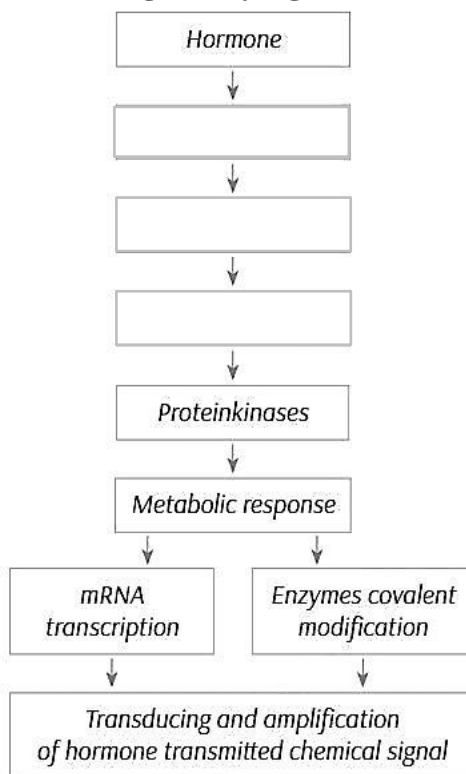 Hormone
Proteinkinases
Metabolic response
mRNA
transcription
Enzymes covalent
modification
Transducing and amplification
of hormone transmitted chemical signal